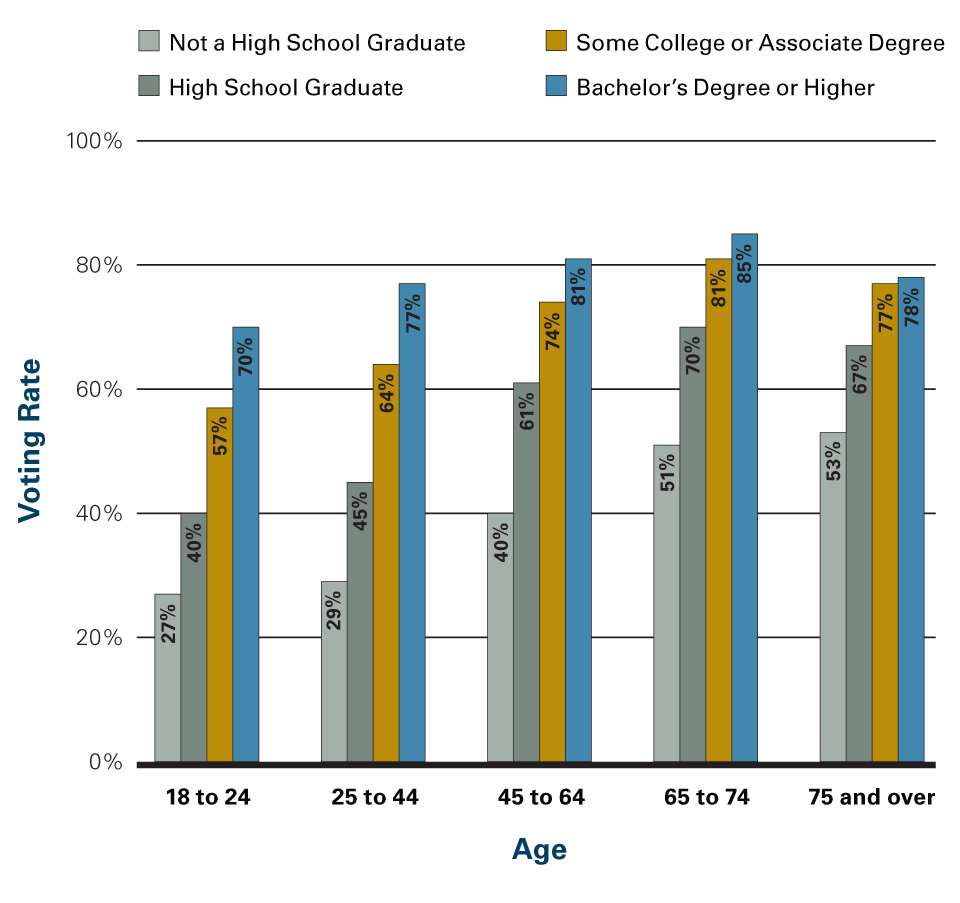 Not a High School Graduate
High School Graduate
Some College or Associate Degree
Bachelor’s Degree or Higher
100%
80%
60%
40%
20%
0%
Voting Rate
27%
40%
57%
70%
29%
45%
64%
77%
40%
61%
74%
81%
51%
70%
81%
85%
53%
67%
77%
78%
18 to 24
25 to 44
45 to 64
65 to 74
75 and over
Age